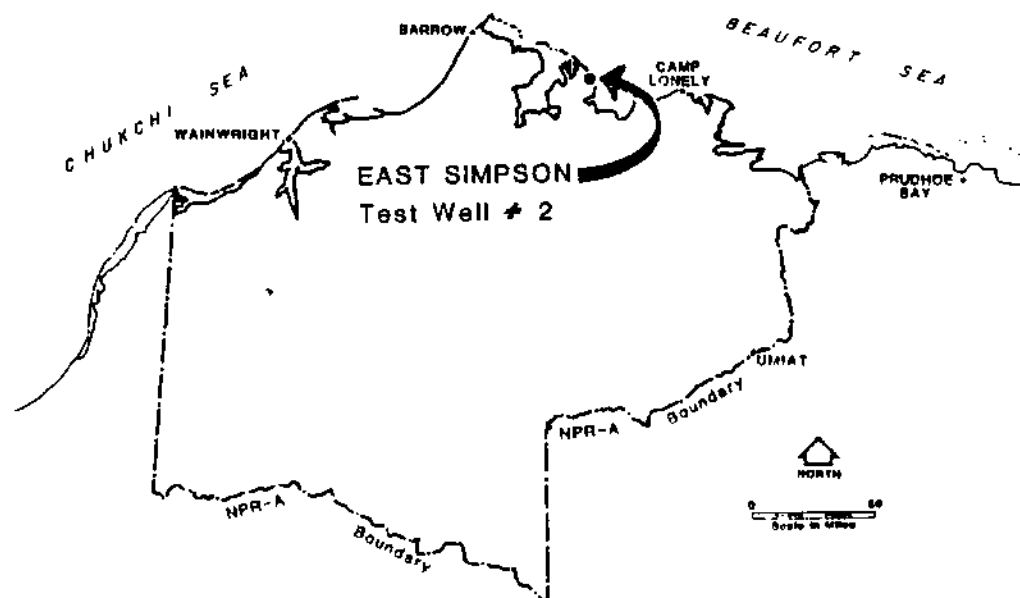 BARROW
BEAUFORT SEA
CAMP
LONELY
CHUKCHI SEA
WAINWRIGHT
EAST SIMPSON
Test Well # 2
PRUDHOE
BAY
UMIAT
NPR-A Boundary
NORTH
NPR-A Boundary
0 50
Scale in Miles